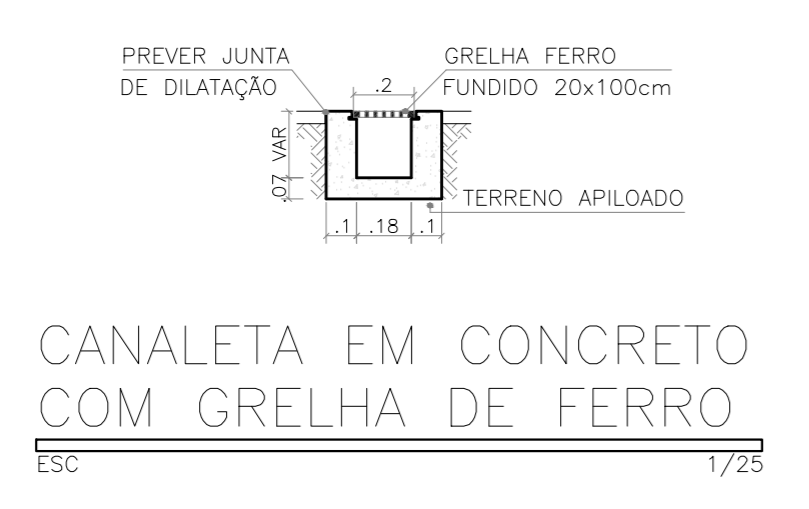 PREVER JUNTA
DE DILATAÇÃO
GRELHA FERRO
FUNDIDO 20x100cm
.2
VAR
.07
TERRENO APILOADO
.1
.18
.1
CANALETA EM CONCRETO
COM GRELHA DE FERRO
ESC
1/25